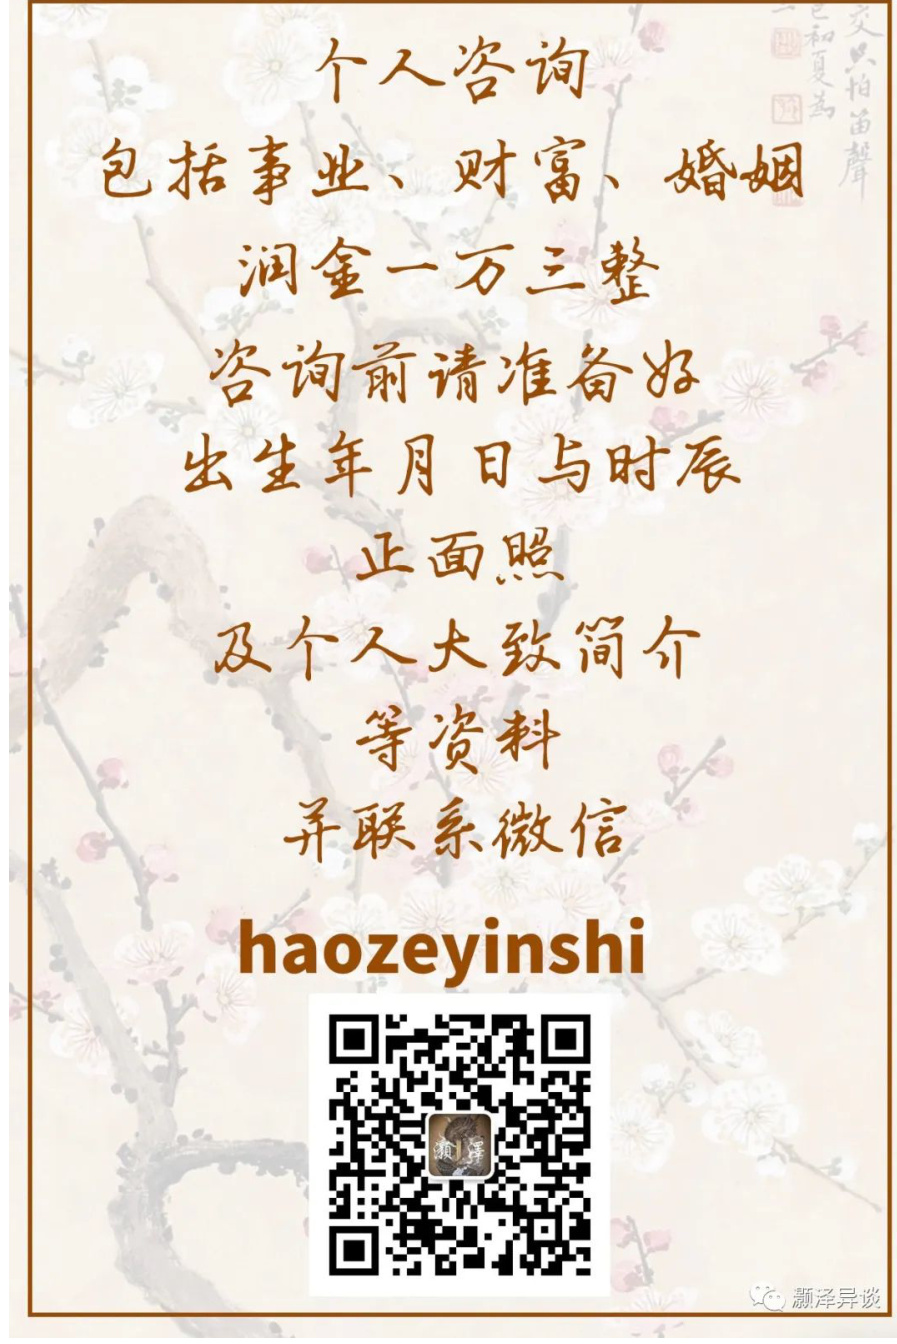 个人咨询
包括事业、财富、婚姻
润金一万三整
咨询前请准备好
出生年月日与时辰
正面照
及个人大致简介
等资料
并联系微信
haozeyinshi
灏泽异谈